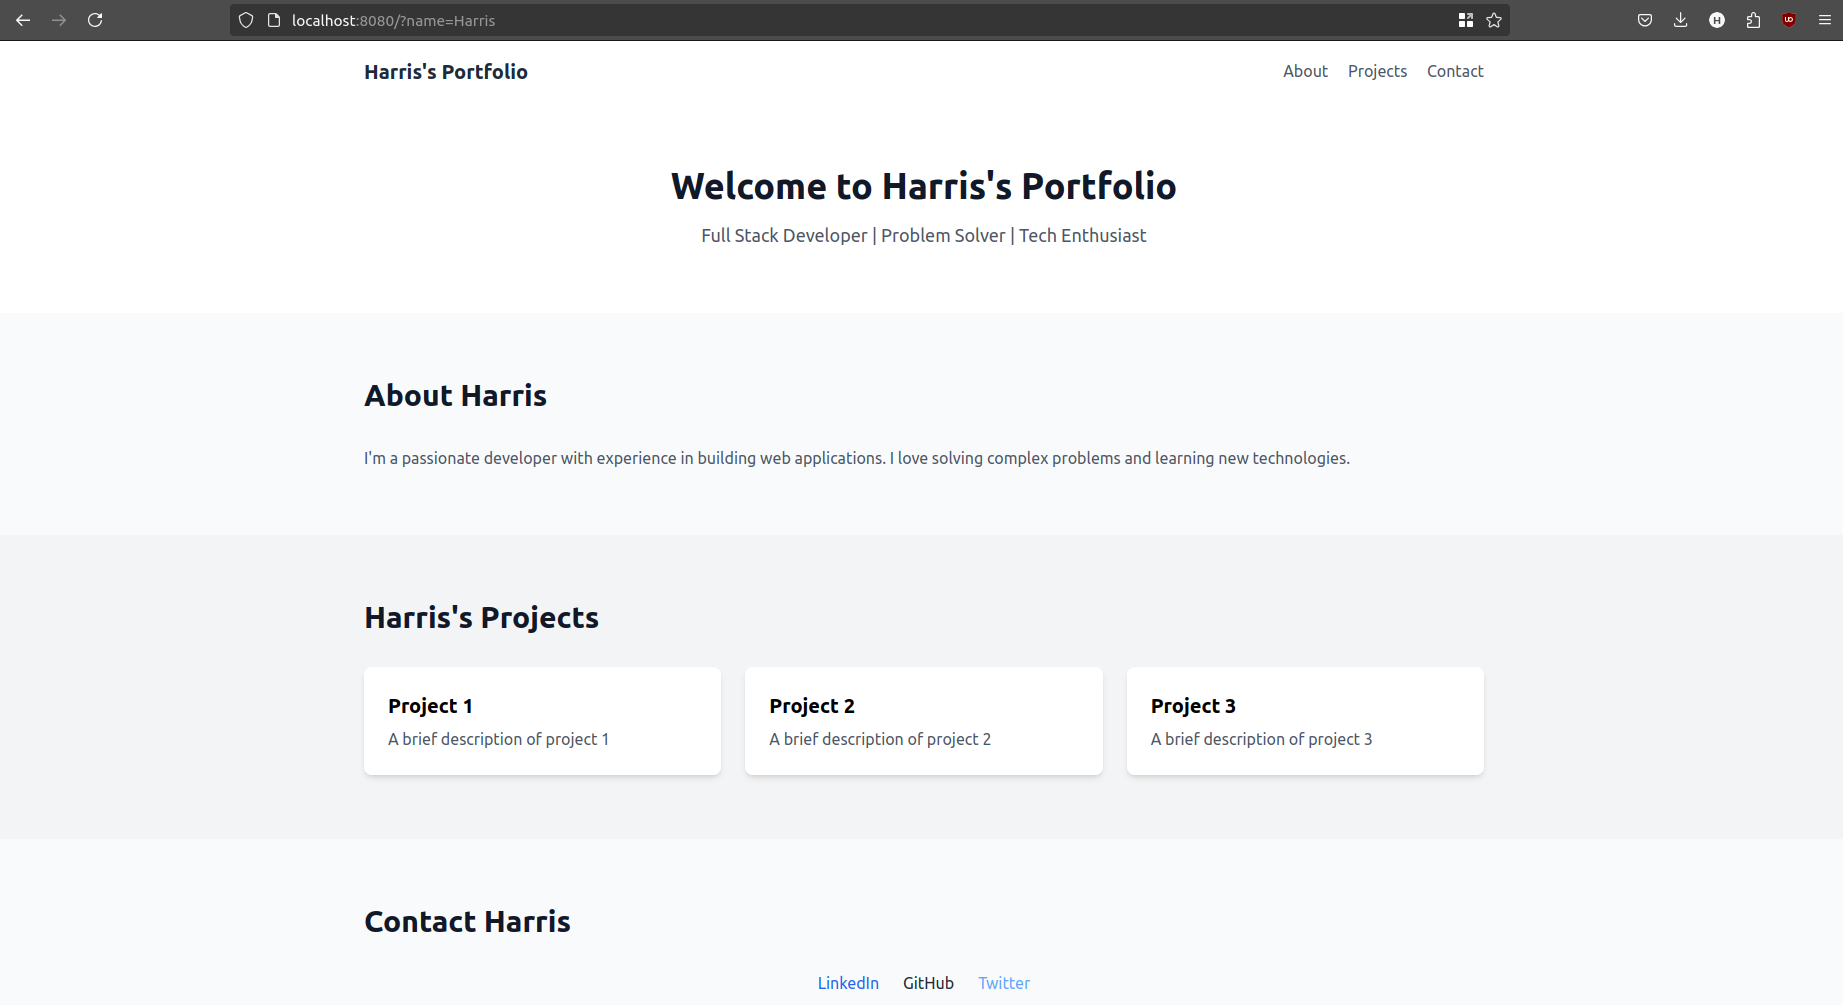 localhost:8080/?name=Harris
H
UD
Harris's Portfolio
About Projects Contact
Welcome to Harris's Portfolio
Full Stack Developer | Problem Solver | Tech Enthusiast
About Harris
I'm a passionate developer with experience in building web applications. I love solving complex problems and learning new technologies.
Harris's Projects
Project 1
A brief description of project 1
Project 2
A brief description of project 2
Project 3
A brief description of project 3
Contact Harris
LinkedIn GitHub Twitter